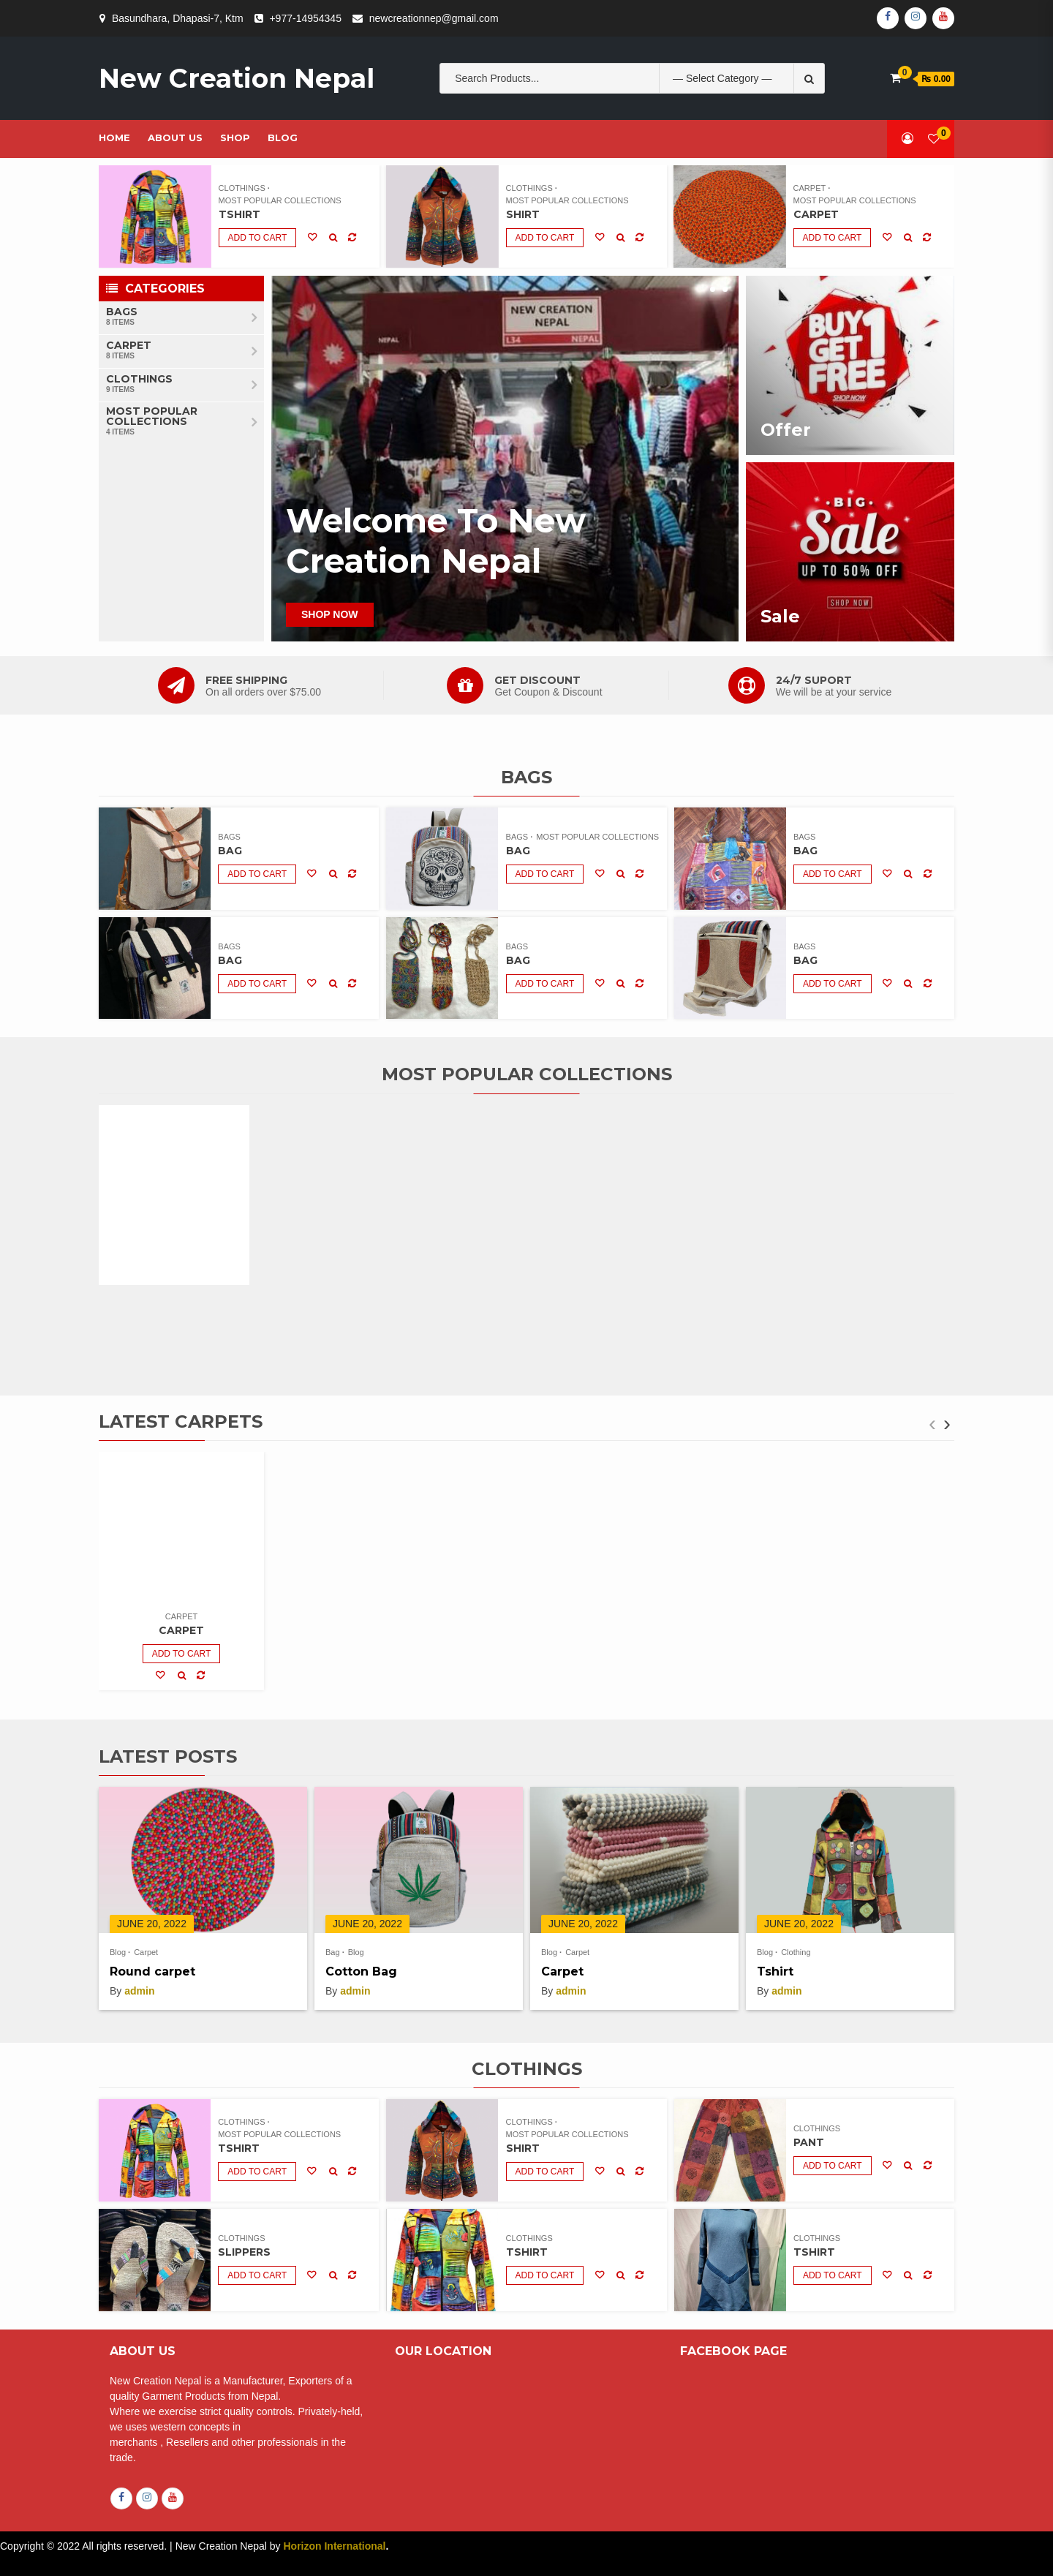 Basundhara, Dhapasi-7, Ktm +977-14954345 newcreationnep@gmail.com
New Creation Nepal
Search Products... — Select Category — 0 ₨ 0.00
HOME ABOUT US SHOP BLOG 0
CLOTHINGS ·
MOST POPULAR COLLECTIONS
TSHIRT
ADD TO CART
CLOTHINGS ·
MOST POPULAR COLLECTIONS
SHIRT
ADD TO CART
CARPET ·
MOST POPULAR COLLECTIONS
CARPET
ADD TO CART
CATEGORIES
BAGS
8 ITEMS
CARPET
8 ITEMS
CLOTHINGS
9 ITEMS
MOST POPULAR
COLLECTIONS
4 ITEMS
NEW CREATION
NEPAL
NEPAL L34 NEPAL
Welcome To New
Creation Nepal
SHOP NOW
BUY 1
GET
FREE
SHOP NOW
Offer
BIG
Sale
UP TO 50% OFF
SHOP NOW
Sale
FREE SHIPPING
On all orders over $75.00
GET DISCOUNT
Get Coupon & Discount
24/7 SUPORT
We will be at your service
BAGS
BAGS
BAG
ADD TO CART
BAGS · MOST POPULAR COLLECTIONS
BAG
ADD TO CART
BAGS
BAG
ADD TO CART
BAGS
BAG
ADD TO CART
BAGS
BAG
ADD TO CART
BAGS
BAG
ADD TO CART
MOST POPULAR COLLECTIONS
LATEST CARPETS
CARPET
CARPET
ADD TO CART
LATEST POSTS
JUNE 20, 2022
Blog · Carpet
Round carpet
By admin
JUNE 20, 2022
Bag · Blog
Cotton Bag
By admin
JUNE 20, 2022
Blog · Carpet
Carpet
By admin
JUNE 20, 2022
Blog · Clothing
Tshirt
By admin
CLOTHINGS
CLOTHINGS ·
MOST POPULAR COLLECTIONS
TSHIRT
ADD TO CART
CLOTHINGS ·
MOST POPULAR COLLECTIONS
SHIRT
ADD TO CART
CLOTHINGS
PANT
ADD TO CART
CLOTHINGS
SLIPPERS
ADD TO CART
CLOTHINGS
TSHIRT
ADD TO CART
CLOTHINGS
TSHIRT
ADD TO CART
ABOUT US
New Creation Nepal is a Manufacturer, Exporters of a
quality Garment Products from Nepal.
Where we exercise strict quality controls. Privately-held,
we uses western concepts in
merchants , Resellers and other professionals in the
trade.
OUR LOCATION
FACEBOOK PAGE
Copyright © 2022 All rights reserved. | New Creation Nepal by Horizon International.